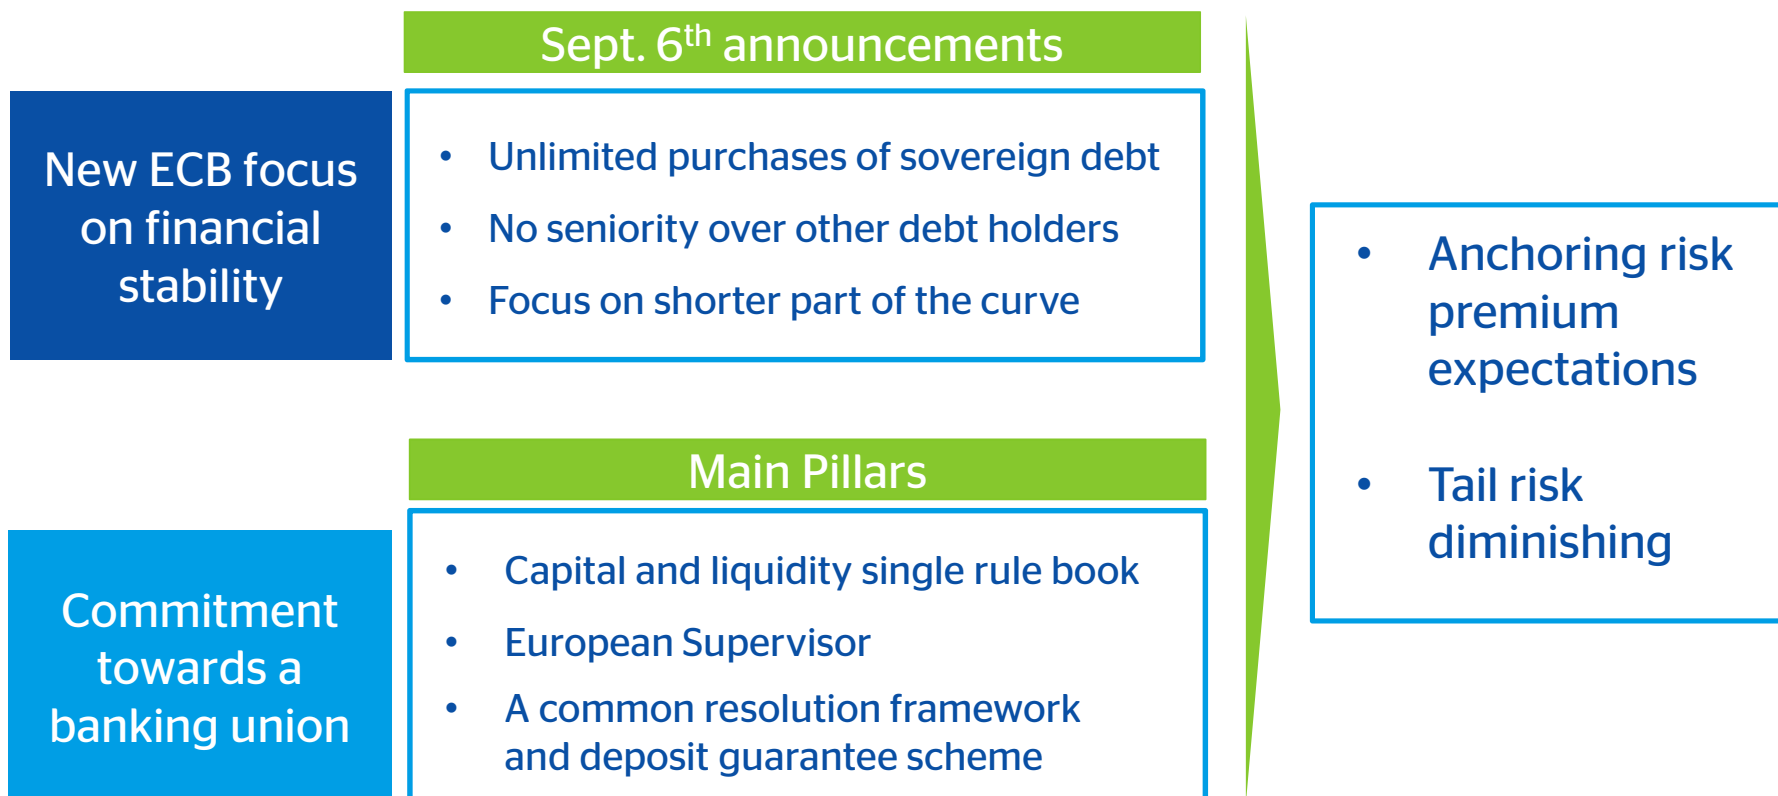 Sept. 6th announcements
New ECB focus
on financial
stability
• Unlimited purchases of sovereign debt
• No seniority over other debt holders
• Focus on shorter part of the curve
Main Pillars
Commitment
towards a
banking union
• Capital and liquidity single rule book
• European Supervisor
• A common resolution framework
and deposit guarantee scheme
• Anchoring risk
premium
expectations
• Tail risk
diminishing